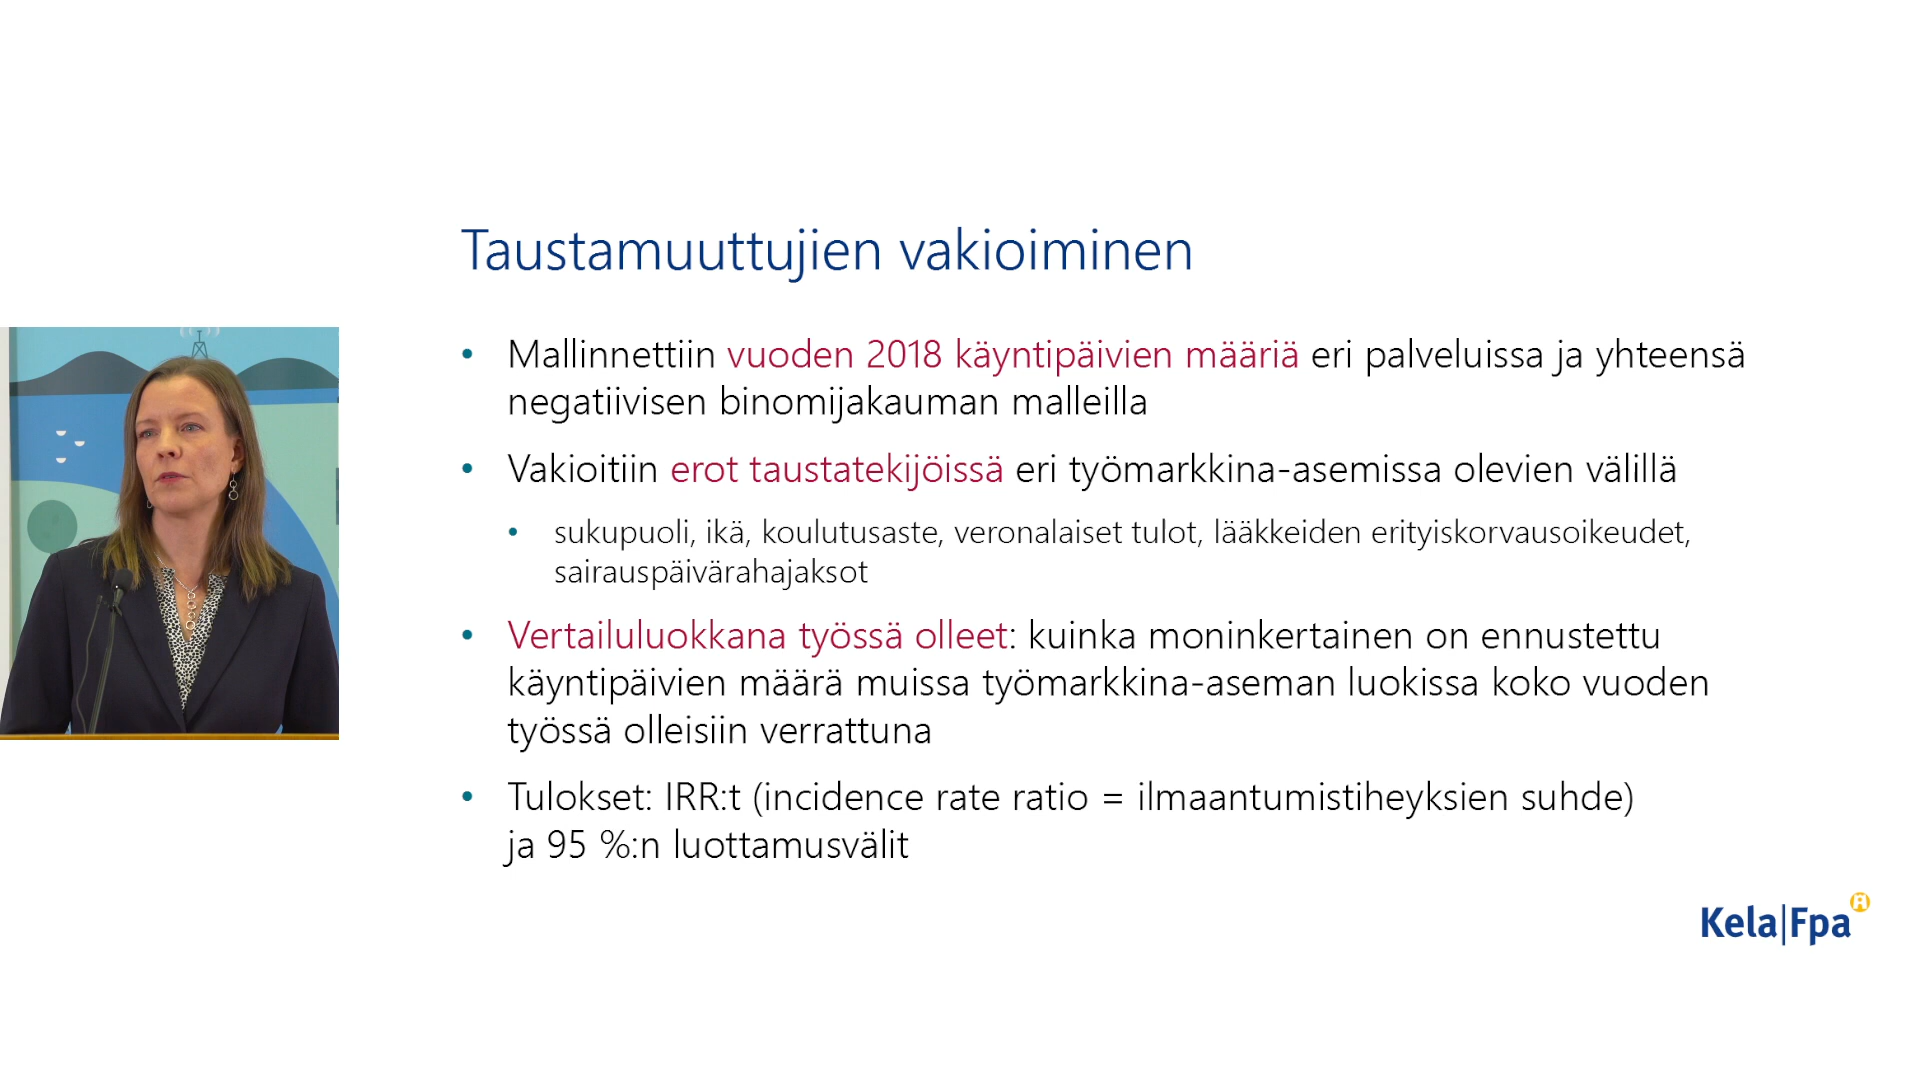 Taustamuuttujien vakioiminen
• Mallinnettiin vuoden 2018 käyntipäivien määriä eri palveluissa ja yhteensä
negatiivisen binomijakauman malleilla
• Vakioitiin erot taustatekijöissä eri työmarkkina-asemissa olevien välillä
• sukupuoli, ikä, koulutusaste, veronalaiset tulot, lääkkeiden erityiskorvausoikeudet,
sairauspäivärahajaksot
• Vertailuluokkana työssä olleet: kuinka moninkertainen on ennustettu
käyntipäivien määrä muissa työmarkkina-aseman luokissa koko vuoden
työssä olleisiin verrattuna
• Tulokset: IRR:t (incidence rate ratio = ilmaantumistiheyksien suhde)
ja 95 %:n luottamusvälit
Kela|Fpa